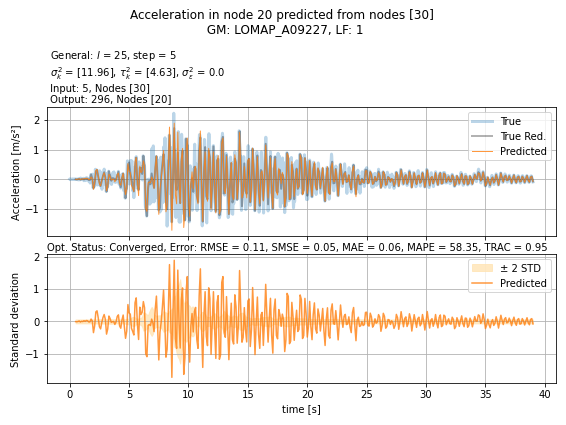 Acceleration in node 20 predicted from nodes [30]
GM: LOMAP_A09227, LF: 1
General: l = 25, step = 5
σ²ₖ = [11.96], τ²ₖ = [4.63], σ²ε = 0.0
Input: 5, Nodes [30]
Output: 296, Nodes [20]
Acceleration [m/s²]
2
1
0
−1
True
True Red.
Predicted
Opt. Status: Converged, Error: RMSE = 0.11, SMSE = 0.05, MAE = 0.06, MAPE = 58.35, TRAC = 0.95
Standard deviation
2
1
0
−1
± 2 STD
Predicted
0 5 10 15 20 25 30 35 40
time [s]